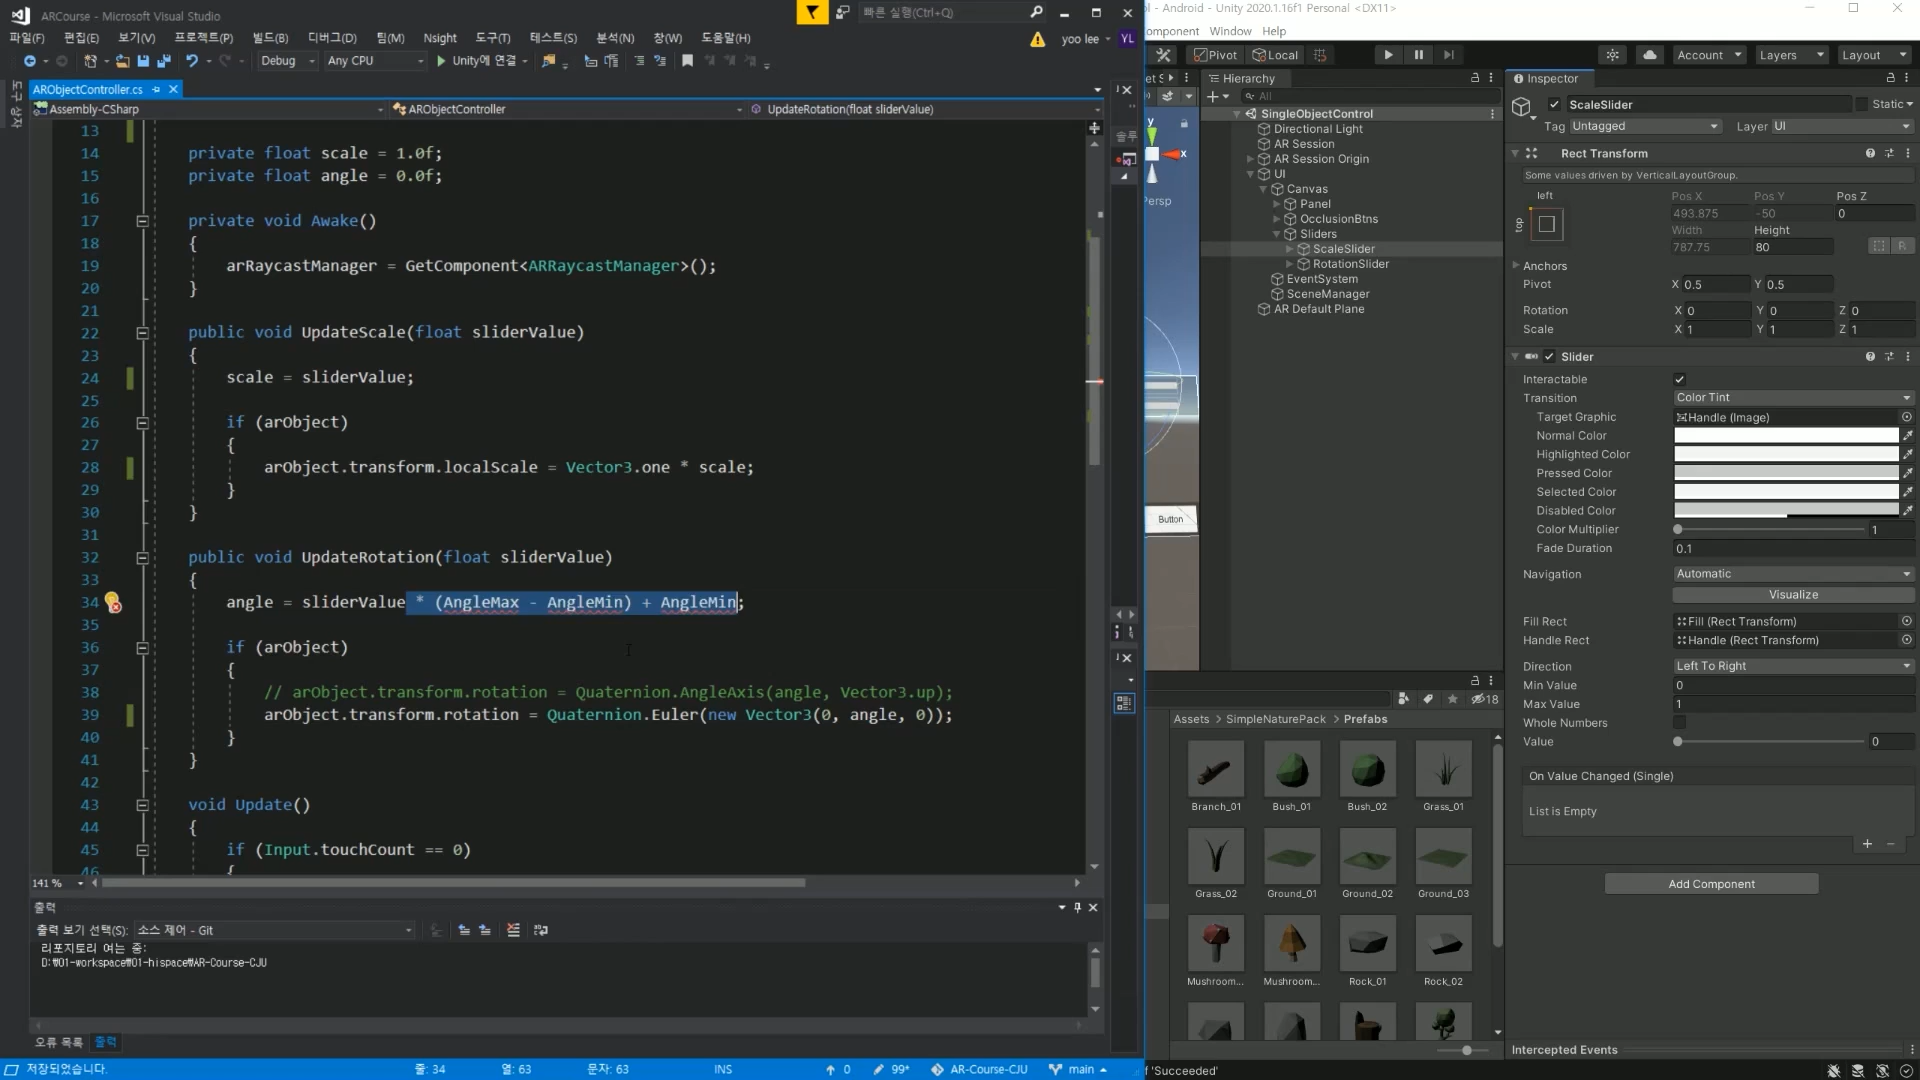 ARCourse - Microsoft Visual Studio
빠른 실행(Ctrl+Q)
파일(F) 편집(E) 보기(V) 프로젝트(P) 빌드(B) 디버그(D) 팀(M) Nsight 도구(T) 테스트(S) 분석(N) 창(W) 도움말(H)
yoo lee YL
Debug Any CPU Unity에 연결
ARObjectController.cs
Assembly-CSharp ARObjectController UpdateRotation(float sliderValue)
13
14 private float scale = 1.0f;
15 private float angle = 0.0f;
16
17 private void Awake()
18 {
19 arRaycastManager = GetComponent<ARRaycastManager>();
20 }
21
22 public void UpdateScale(float sliderValue)
23 {
24 scale = sliderValue;
25
26 if (arObject)
27 {
28 arObject.transform.localScale = Vector3.one * scale;
29 }
30 }
31
32 public void UpdateRotation(float sliderValue)
33 {
34 angle = sliderValue * (AngleMax - AngleMin) + AngleMin;
35
36 if (arObject)
37 {
38 // arObject.transform.rotation = Quaternion.AngleAxis(angle, Vector3.up);
39 arObject.transform.rotation = Quaternion.Euler(new Vector3(0, angle, 0));
40 }
41 }
42
43 void Update()
44 {
45 if (Input.touchCount == 0)
46 {
141 %
출력
출력 보기 선택(S): 소스 제어 - Git
리포지토리 여는 중:
D:₩01-workspace₩01-hispace₩AR-Course-CJU
오류 목록 출력
저장되었습니다. 줄: 34 열: 63 문자: 63 INS 0 99* AR-Course-CJU main
- Android - Unity 2020.1.16f1 Personal <DX11>
omponent Window Help
Pivot Local Account Layers Layout
Persp
Button
Hierarchy
All
SingleObjectControl
Directional Light
AR Session
AR Session Origin
UI
Canvas
Panel
OcclusionBtns
Sliders
ScaleSlider
RotationSlider
EventSystem
SceneManager
AR Default Plane
18
Assets > SimpleNaturePack > Prefabs
Branch_01 Bush_01 Bush_02 Grass_01
Grass_02 Ground_01 Ground_02 Ground_03
Mushroom... Mushroom... Rock_01 Rock_02
Inspector
ScaleSlider Static
Tag Untagged Layer UI
Rect Transform
Some values driven by VerticalLayoutGroup.
left Pos X Pos Y Pos Z
top 493.875 -50 0
Width Height
787.75 80 R
Anchors
Pivot X 0.5 Y 0.5
Rotation X 0 Y 0 Z 0
Scale X 1 Y 1 Z 1
Slider
Interactable
Transition Color Tint
Target Graphic Handle (Image)
Normal Color
Highlighted Color
Pressed Color
Selected Color
Disabled Color
Color Multiplier 1
Fade Duration 0.1
Navigation Automatic
Visualize
Fill Rect Fill (Rect Transform)
Handle Rect Handle (Rect Transform)
Direction Left To Right
Min Value 0
Max Value 1
Whole Numbers
Value 0
On Value Changed (Single)
List is Empty
+ -
Add Component
Intercepted Events
'Succeeded'